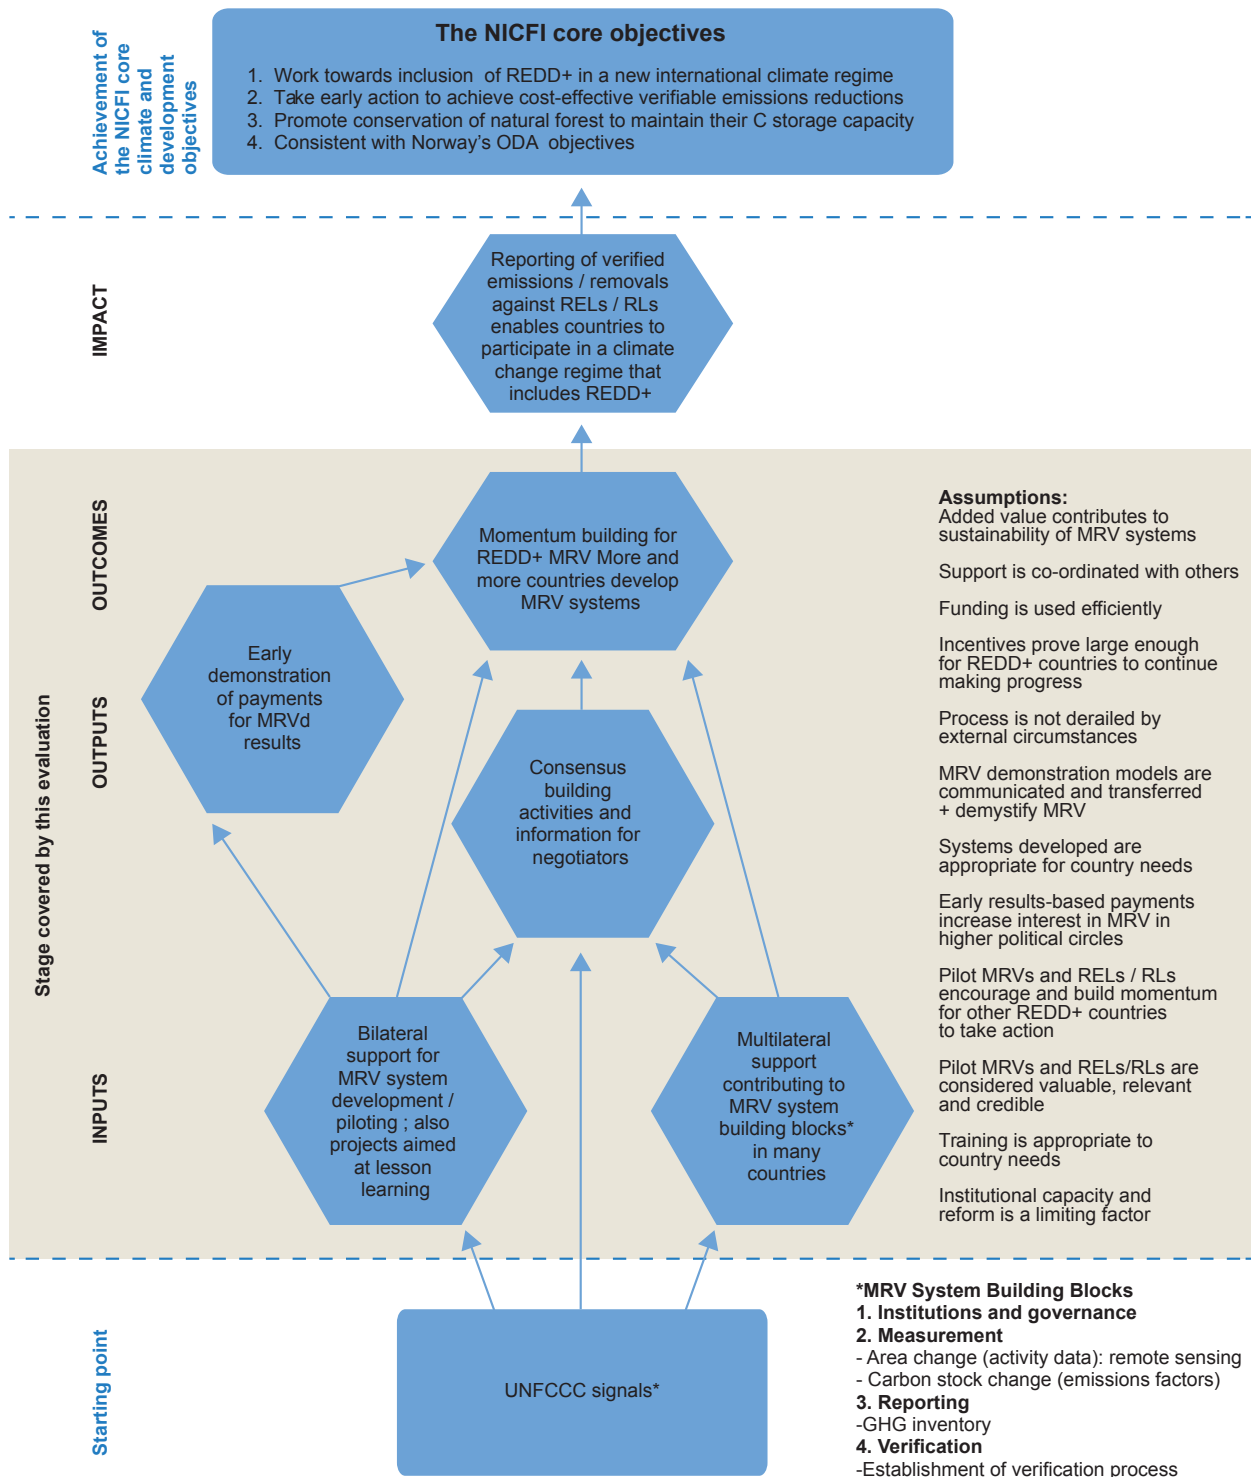 Achievement of
the NICFI core
climate and
development
objectives
The NICFI core objectives
1. Work towards inclusion of REDD+ in a new international climate regime
2. Take early action to achieve cost-effective verifiable emissions reductions
3. Promote conservation of natural forest to maintain their C storage capacity
4. Consistent with Norway's ODA objectives
IMPACT
Reporting of verified
emissions / removals
against RELs / RLs
enables countries to
participate in a climate
change regime that
includes REDD+
Stage covered by this evaluation
OUTCOMES
Momentum building for
REDD+ MRV More and
more countries develop
MRV systems
OUTPUTS
Early
demonstration
of payments
for MRVd
results
Consensus
building
activities and
information for
negotiators
INPUTS
Bilateral
support for
MRV system
development /
piloting ; also
projects aimed
at lesson
learning
Multilateral
support
contributing to
MRV system
building blocks*
in many
countries
Assumptions:
Added value contributes to
sustainability of MRV systems
Support is co-ordinated with others
Funding is used efficiently
Incentives prove large enough
for REDD+ countries to continue
making progress
Process is not derailed by
external circumstances
MRV demonstration models are
communicated and transferred
+ demystify MRV
Systems developed are
appropriate for country needs
Early results-based payments
increase interest in MRV in
higher political circles
Pilot MRVs and RELs / RLs
encourage and build momentum
for other REDD+ countries
to take action
Pilot MRVs and RELs/RLs are
considered valuable, relevant
and credible
Training is appropriate to
country needs
Institutional capacity and
reform is a limiting factor
Starting point
UNFCCC signals*
*MRV System Building Blocks
1. Institutions and governance
2. Measurement
- Area change (activity data): remote sensing
- Carbon stock change (emissions factors)
3. Reporting
-GHG inventory
4. Verification
-Establishment of verification process